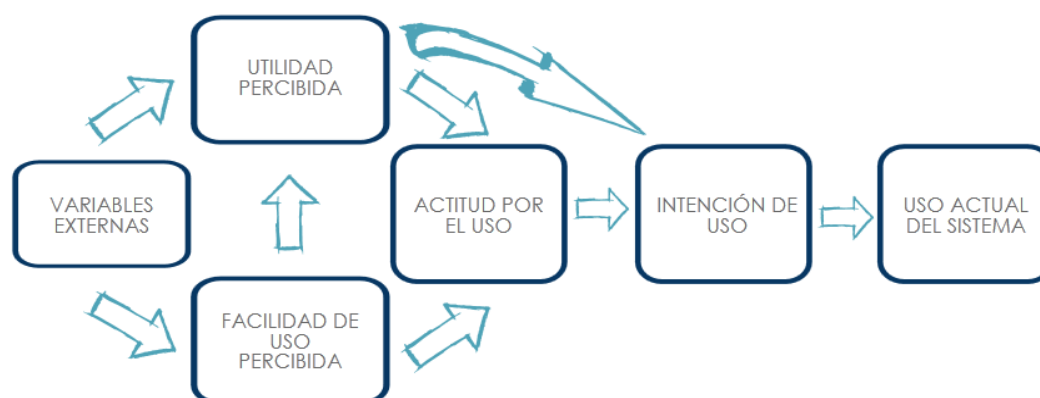 UTILIDAD
PERCIBIDA
VARIABLES
EXTERNAS
ACTITUD POR
EL USO
INTENCIÓN DE
USO
USO ACTUAL
DEL SISTEMA
FACILIDAD DE
USO
PERCIBIDA